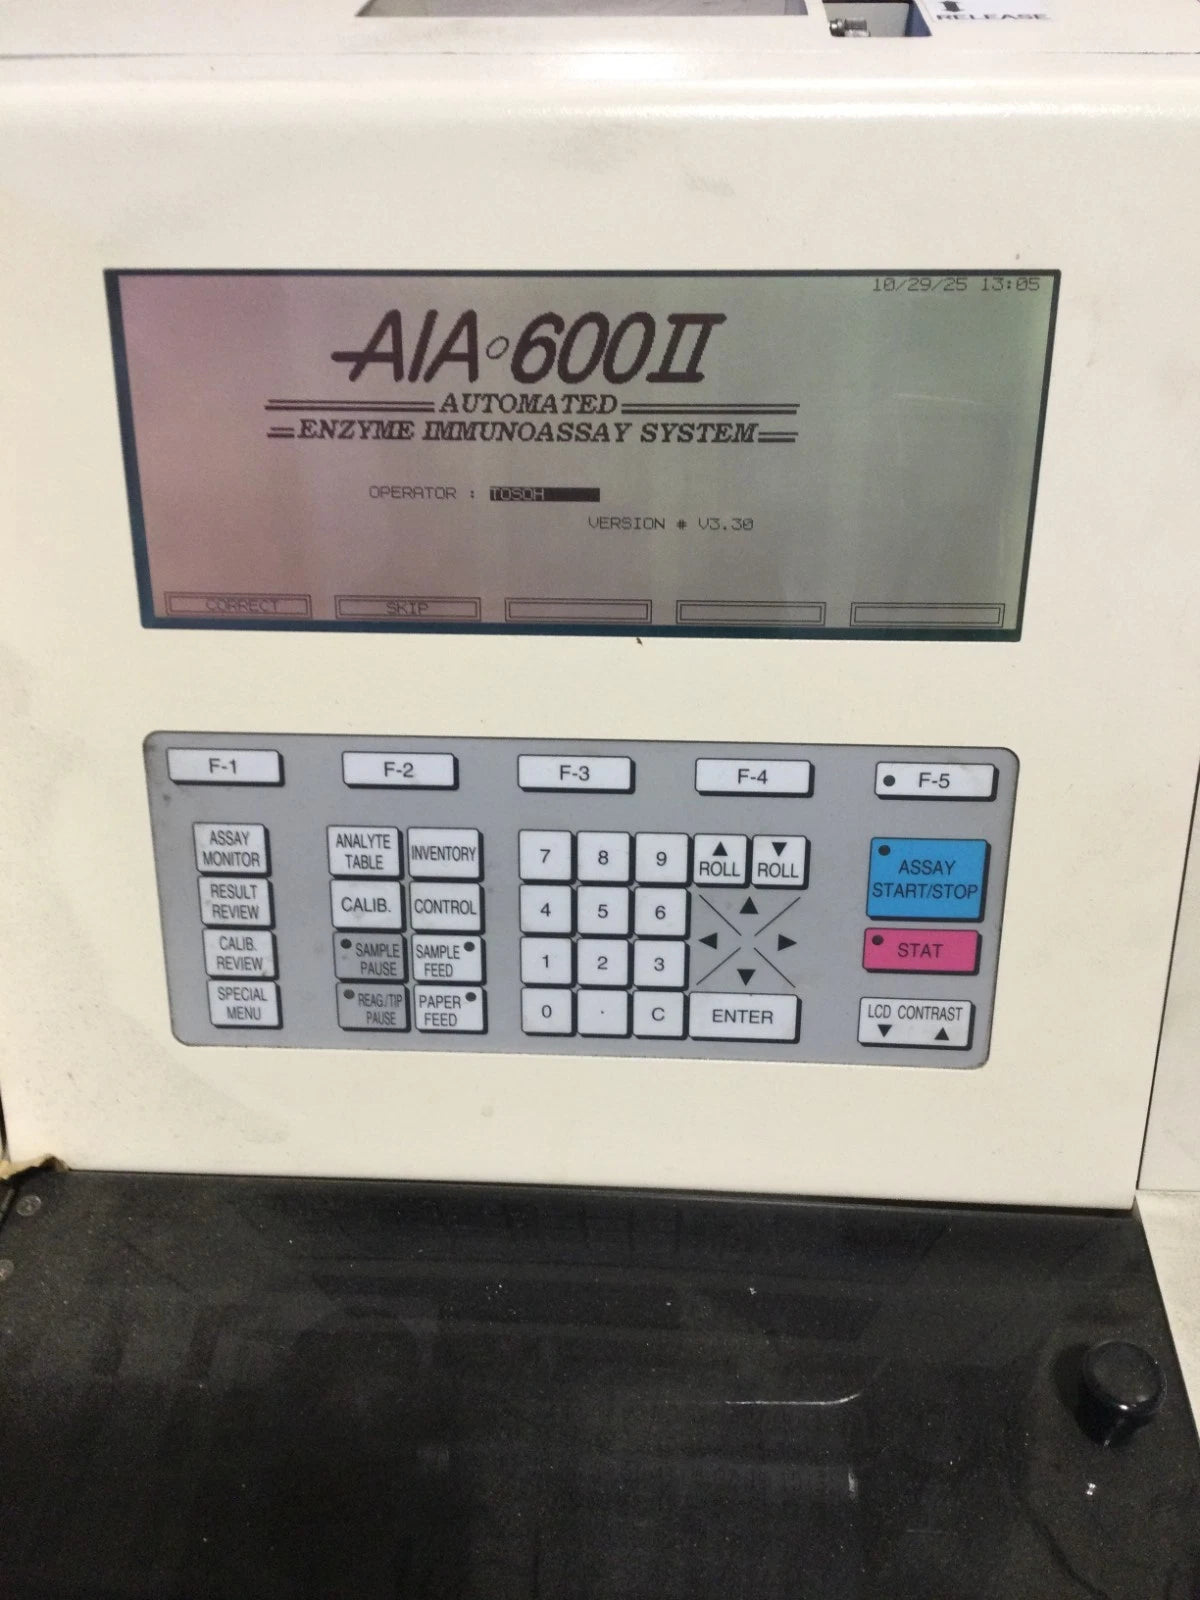 RELEASE
10/29/25 13:05
AIA•600II
AUTOMATED
ENZYME IMMUNOASSAY SYSTEM
OPERATOR : TOSOH
VERSION # V3.30
CORRECT SKIP
F-1 F-2 F-3 F-4 F-5
ASSAY MONITOR
RESULT REVIEW
CALIB. REVIEW
SPECIAL MENU
ANALYTE TABLE
INVENTORY
CALIB.
CONTROL
SAMPLE PAUSE
SAMPLE FEED
REAG./TIP PAUSE
PAPER FEED
7 8 9
4 5 6
1 2 3
0 . C
▲ ROLL
▼ ROLL
▲
◀ ▶
▼
ENTER
ASSAY START/STOP
STAT
LCD CONTRAST
▼ ▲